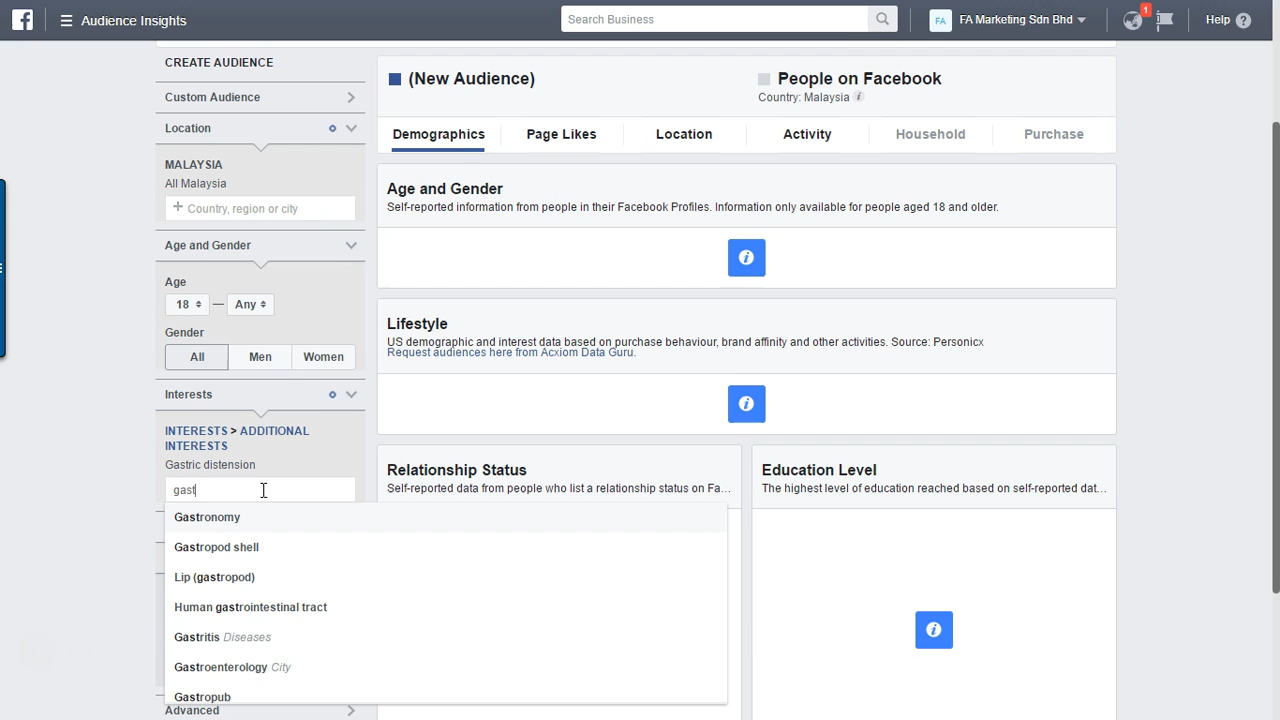 f
Audience Insights
Search Business
FA
FA Marketing Sdn Bhd
1
Help ?
CREATE AUDIENCE
Custom Audience
Location
MALAYSIA
All Malaysia
+ Country, region or city
Age and Gender
Age
18 — Any
Gender
All Men Women
Interests
INTERESTS > ADDITIONAL
INTERESTS
Gastric distension
gast
Gastronomy
Gastropod shell
Lip (gastropod)
Human gastrointestinal tract
Gastritis Diseases
Gastroenterology City
Gastropub
Advanced
(New Audience)
People on Facebook
Country: Malaysia i
Demographics
Page Likes
Location
Activity
Household
Purchase
Age and Gender
Self-reported information from people in their Facebook Profiles. Information only available for people aged 18 and older.
i
Lifestyle
US demographic and interest data based on purchase behaviour, brand affinity and other activities. Source: Personicx
Request audiences here from Acxiom Data Guru.
i
Relationship Status
Self-reported data from people who list a relationship status on Fa...
Education Level
The highest level of education reached based on self-reported dat...
i